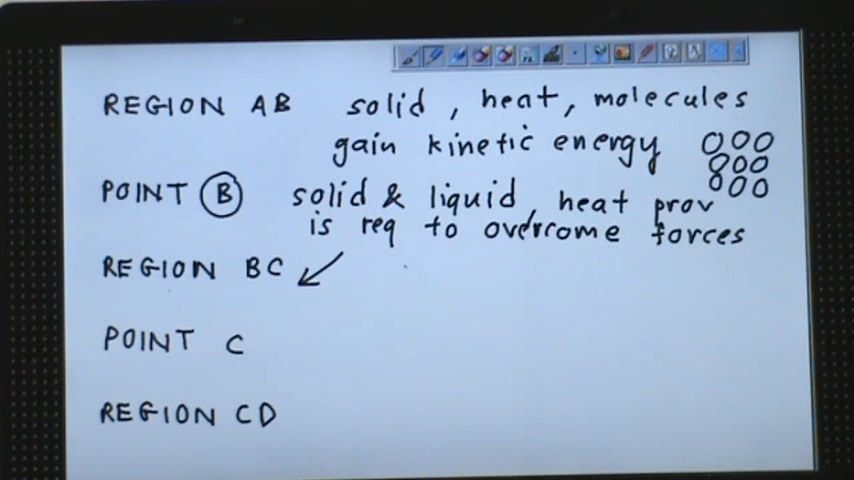 REGION AB solid, heat, molecules
gain kinetic energy
POINT B solid & liquid, heat prov
is req to overcome forces
REGION BC
POINT C
REGION CD